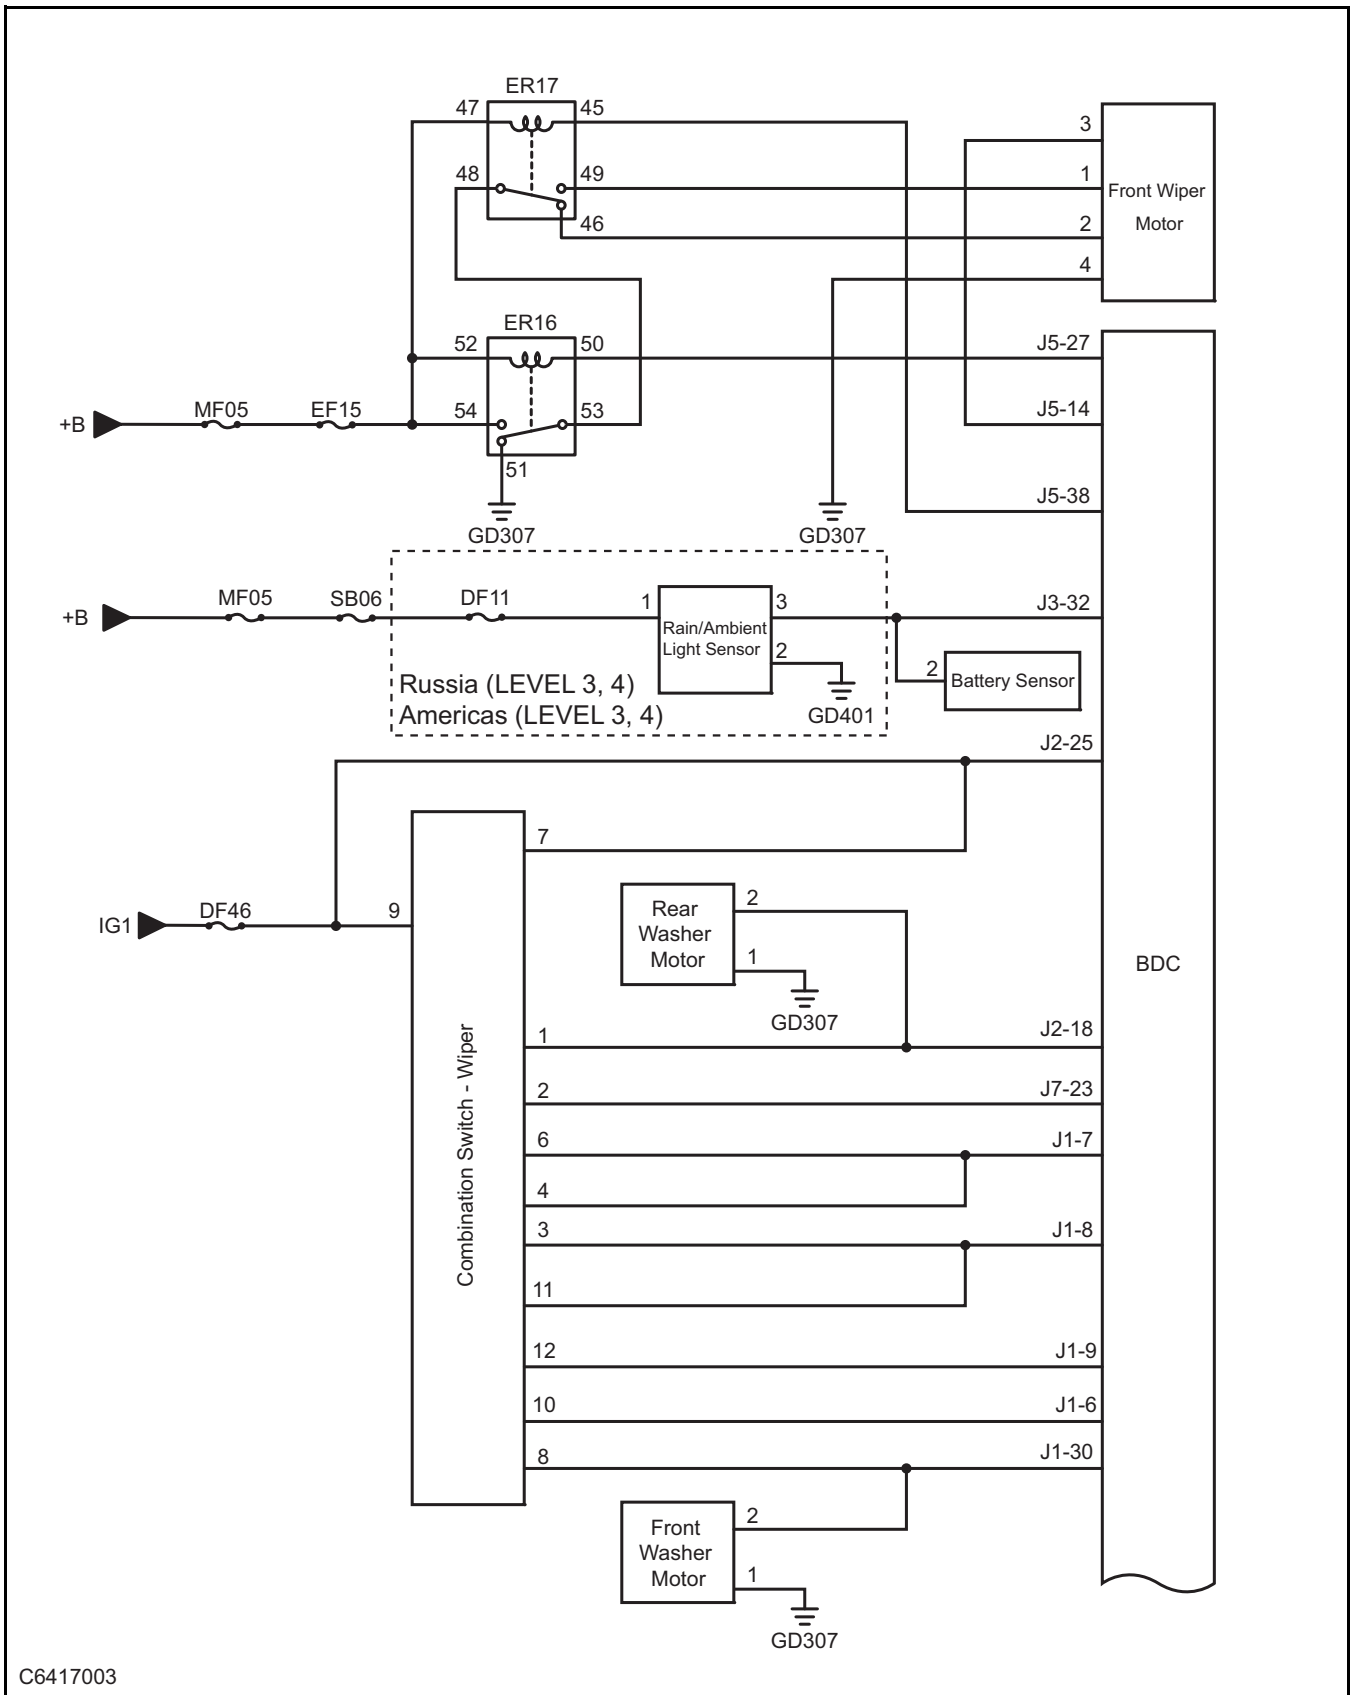 ER17
47 45
3
48 49 1
Front Wiper
Motor
46 2
4
ER16
52 50 J5-27
MF05 EF15 54 53 J5-14
+B
51
J5-38
GD307 GD307
MF05 SB06 DF11 1 3 J3-32
+B
Rain/Ambient
Light Sensor
2
2 Battery Sensor
Russia (LEVEL 3, 4)
Americas (LEVEL 3, 4)
GD401
J2-25
7
IG1 DF46 9
Rear
Washer
Motor
2
1
GD307
BDC
Combination Switch - Wiper
1 J2-18
2 J7-23
6 J1-7
4
3 J1-8
11
12 J1-9
10 J1-6
8 J1-30
Front
Washer
Motor
2
1
GD307
C6417003